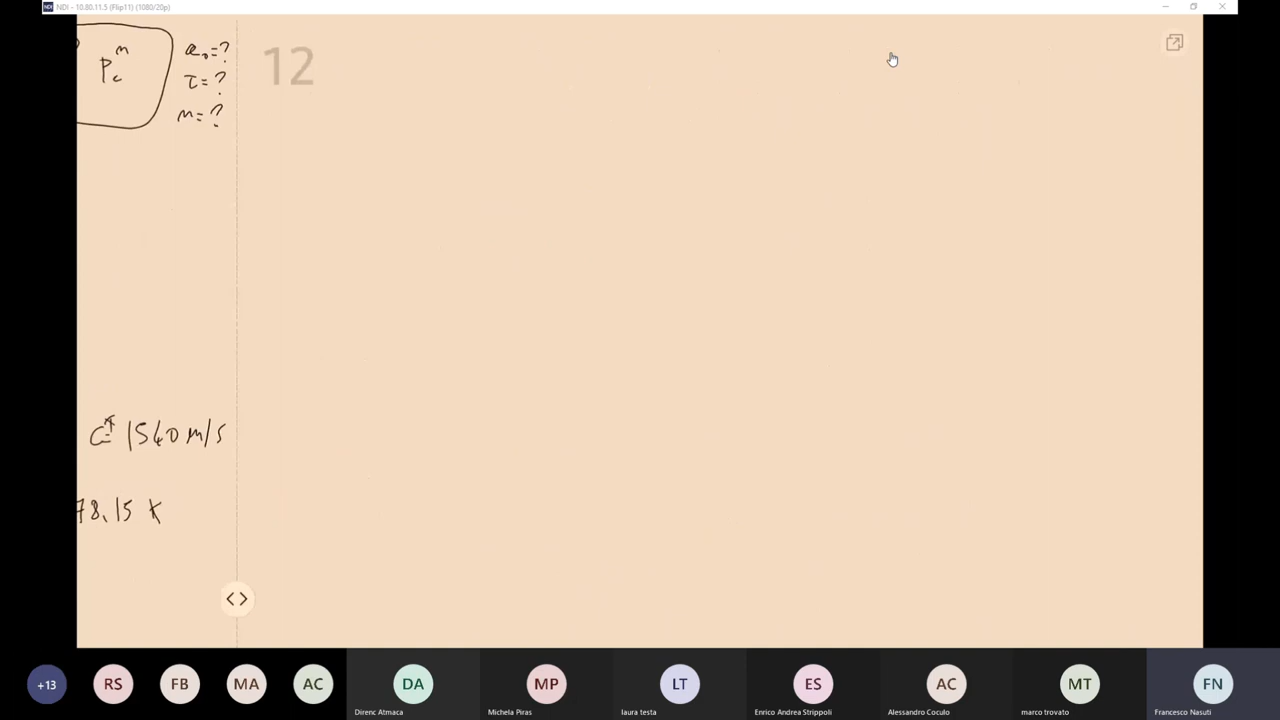 NDI - 10.80.11.5 (Flip11) (1080/20p)
P_c^n
a_0=?
τ=?
n=?
12
C*= 1540 m/s
78.15 K
<>
+13
RS
FB
MA
AC
DA
MP
LT
ES
AC
MT
FN
Direnc Atmaca
Michela Piras
laura testa
Enrico Andrea Strippoli
Alessandro Coculo
marco trovato
Francesco Nasuti